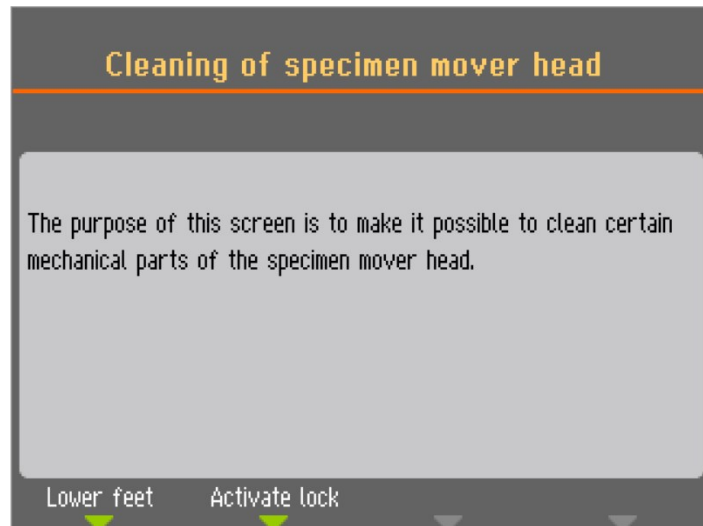 Cleaning of specimen mover head
The purpose of this screen is to make it possible to clean certain
mechanical parts of the specimen mover head.
Lower feet
Activate lock